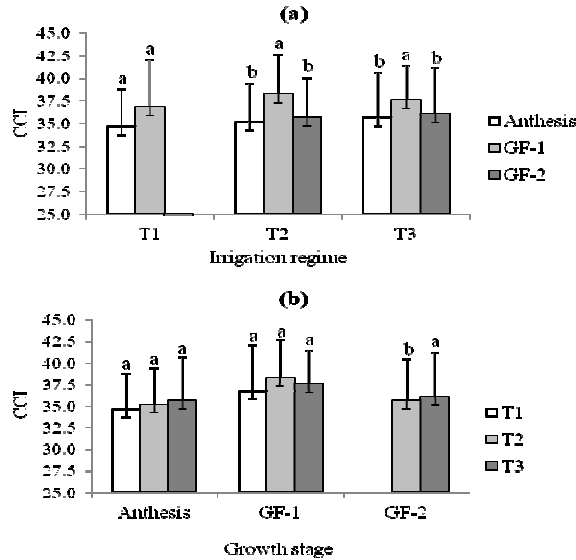 (a)
45.0
42.5
40.0
37.5
35.0
32.5
30.0
27.5
25.0
CCI
a a
b a b
b a b
T1 T2 T3
Irrigation regime
Anthesis
GF-1
GF-2
(b)
45.0
42.5
40.0
37.5
35.0
32.5
30.0
27.5
25.0
CCI
a a a
a a a
b a
Anthesis GF-1 GF-2
Growth stage
T1
T2
T3